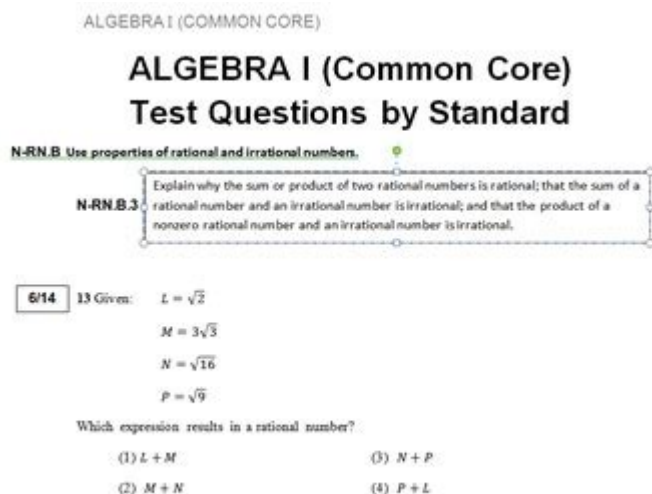 ALGEBRA I (COMMON CORE)
ALGEBRA I (Common Core)
Test Questions by Standard
N-RN.B Use properties of rational and irrational numbers.
N-RN.B.3 Explain why the sum or product of two rational numbers is rational; that the sum of a
rational number and an irrational number is irrational; and that the product of a
nonzero rational number and an irrational number is irrational.
6/14 13 Given: L = √2
M = 3√3
N = √16
P = √9
Which expression results in a rational number?
(1) L + M (3) N + P
(2) M + N (4) P + L